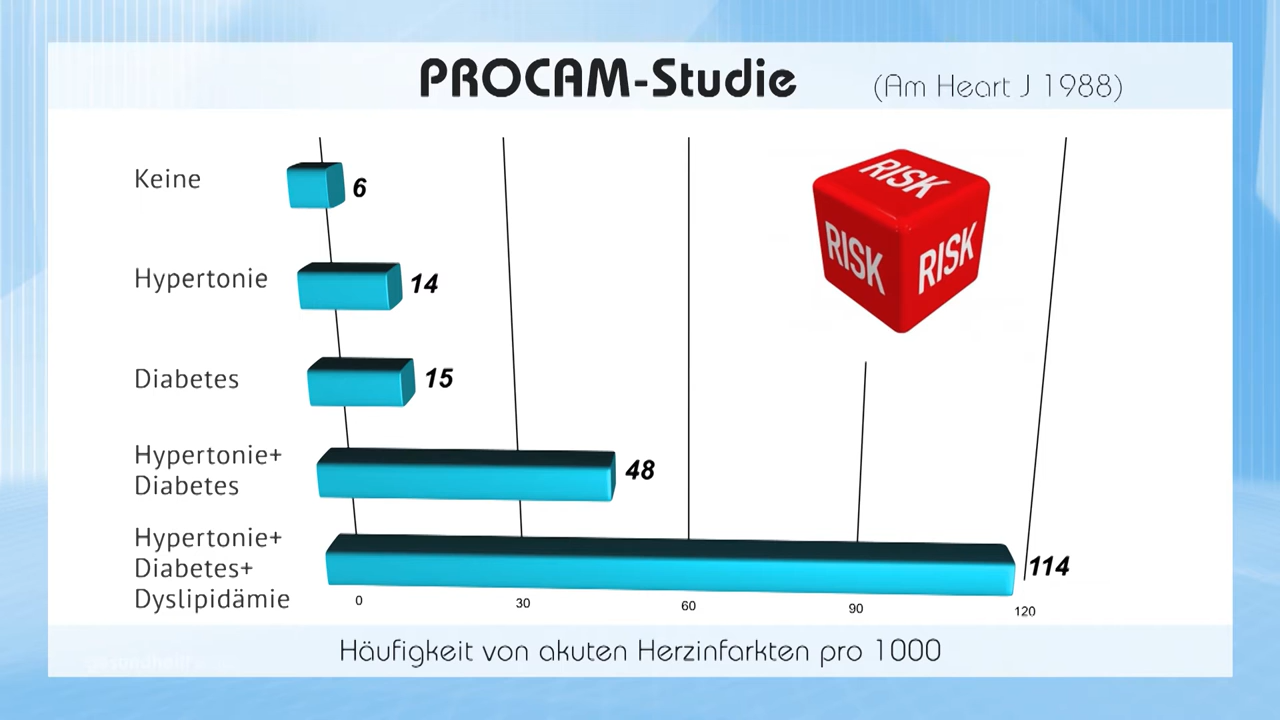 PROCAM-Studie (Am Heart J 1988)
Keine 6
RISK
RISK RISK
Hypertonie 14
Diabetes 15
Hypertonie+
Diabetes 48
Hypertonie+
Diabetes+
Dyslipidämie 114
0 30 60 90 120
Häufigkeit von akuten Herzinfarkten pro 1000